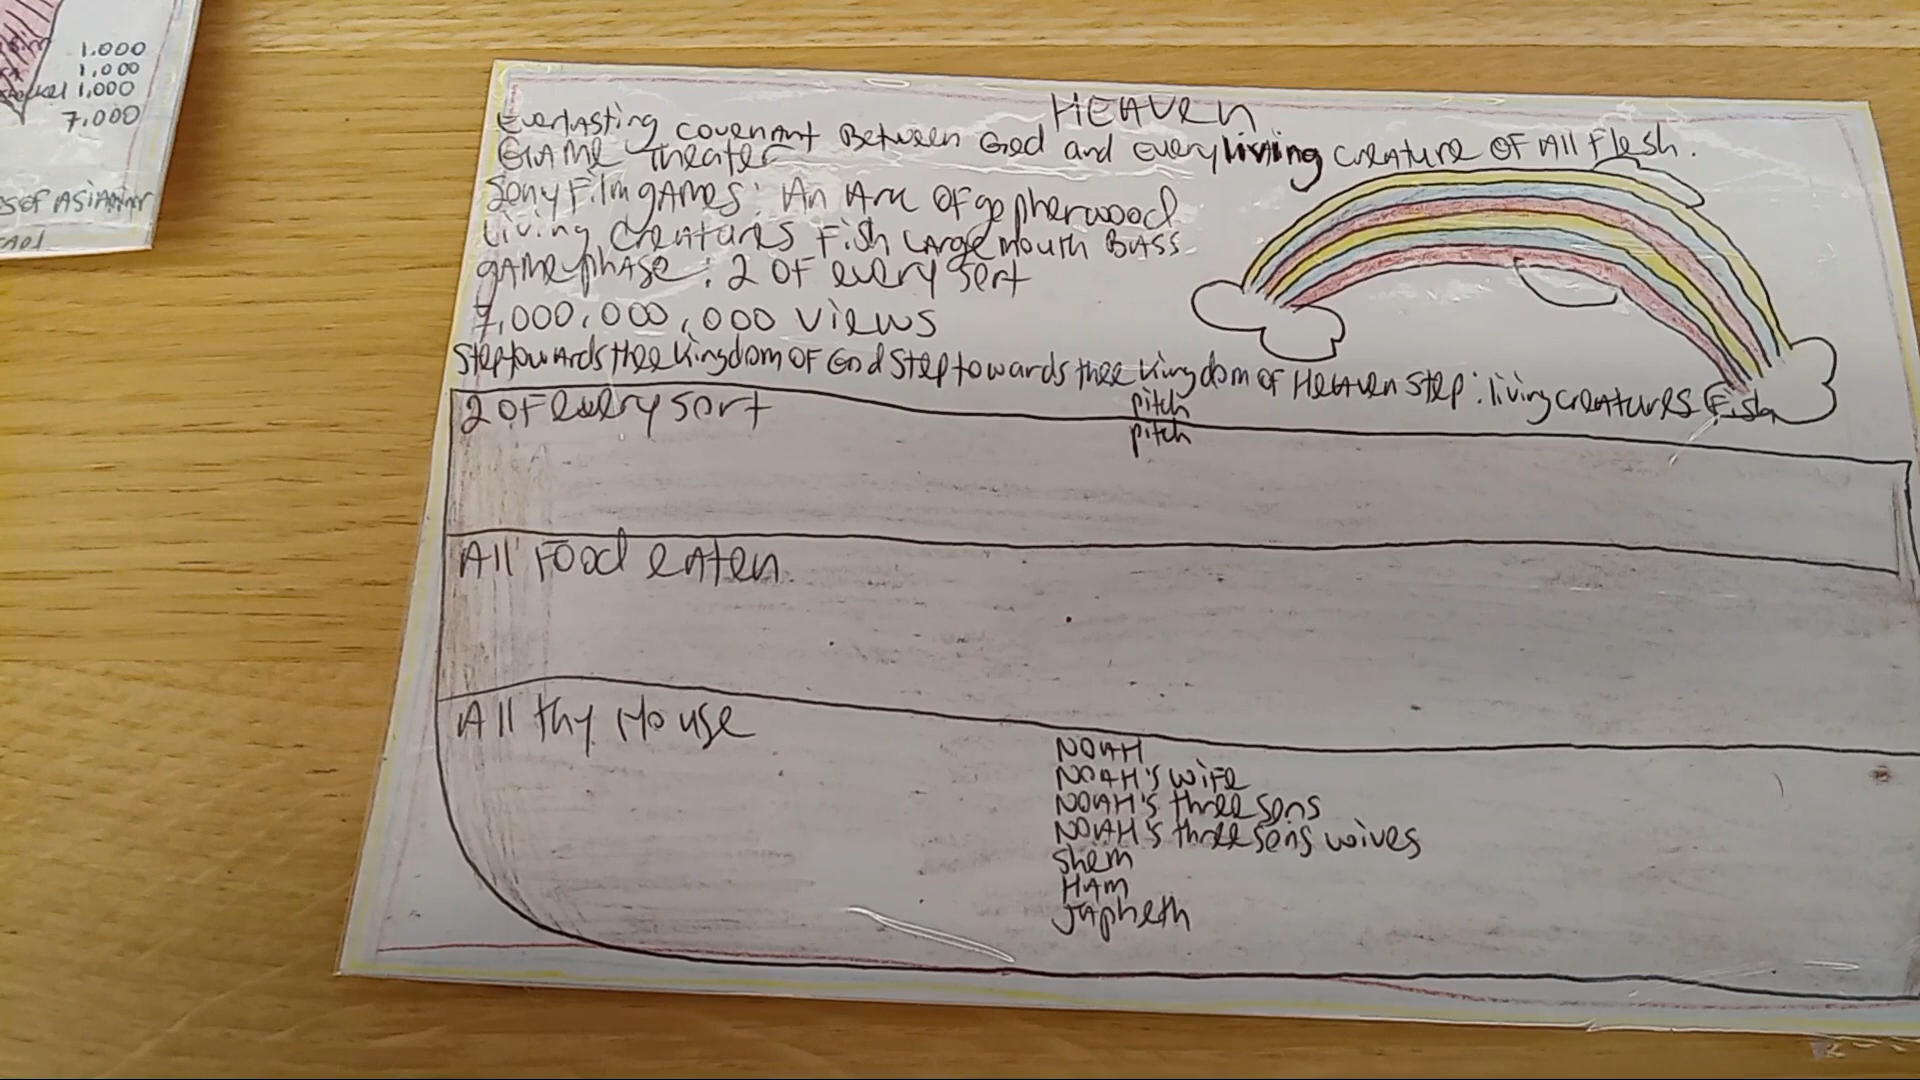 1.000
1.000
1,000
7.000
HEAVEN
Everlasting covenant Between God and every living creature OF All Flesh.
GAME Theater
Sony Film games: An Arc OF gopherwood
Living Creatures Fish Large mouth Bass
game phase: 2 OF every sort
7,000,000,000 views
Step towards thee Kingdom OF God Step towards thee Kingdom OF Heaven Step: living creatures Fish
pitch
2 OF every sort
pitch
All Food eaten
All thy House
NOAH
NOAH'S wife
NOAH'S three sons
NOAH'S three sons wives
Shem
HAM
Japheth